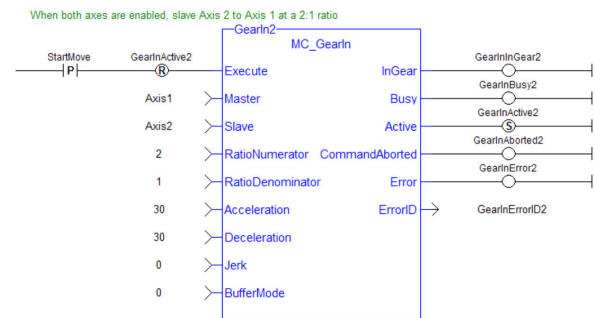 When both axes are enabled, slave Axis 2 to Axis 1 at a 2:1 ratio
GearIn2
MC_GearIn
StartMove GearInActive2 GearInInGear2
P R Execute InGear
GearInBusy2
Axis1 Master Busy
GearInActive2
Axis2 Slave Active S
GearInAborted2
2 RatioNumerator CommandAborted
GearInError2
1 RatioDenominator Error
30 Acceleration ErrorID GearInErrorID2
30 Deceleration
0 Jerk
0 BufferMode